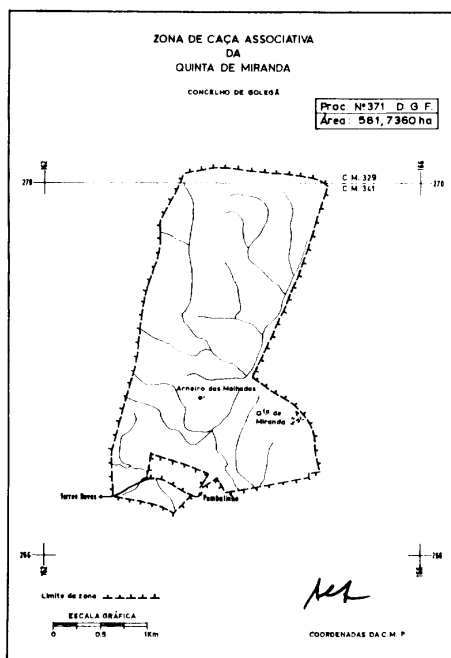 ZONA DE CAÇA ASSOCIATIVA
DA
QUINTA DE MIRANDA
CONCELHO DE GOLEGÃ
Proc. Nº371 D G F.
Área: 581,7360 ha
162
166
270
C M. 329
C M. 341
270
Arneiro das Malhadas
Qta de
Miranda
Torres Novas
Pombalinho
266
266
162
166
Limite da zona
ESCALA GRÁFICA
0 0.5 1Km
COORDENADAS DA C. M. P